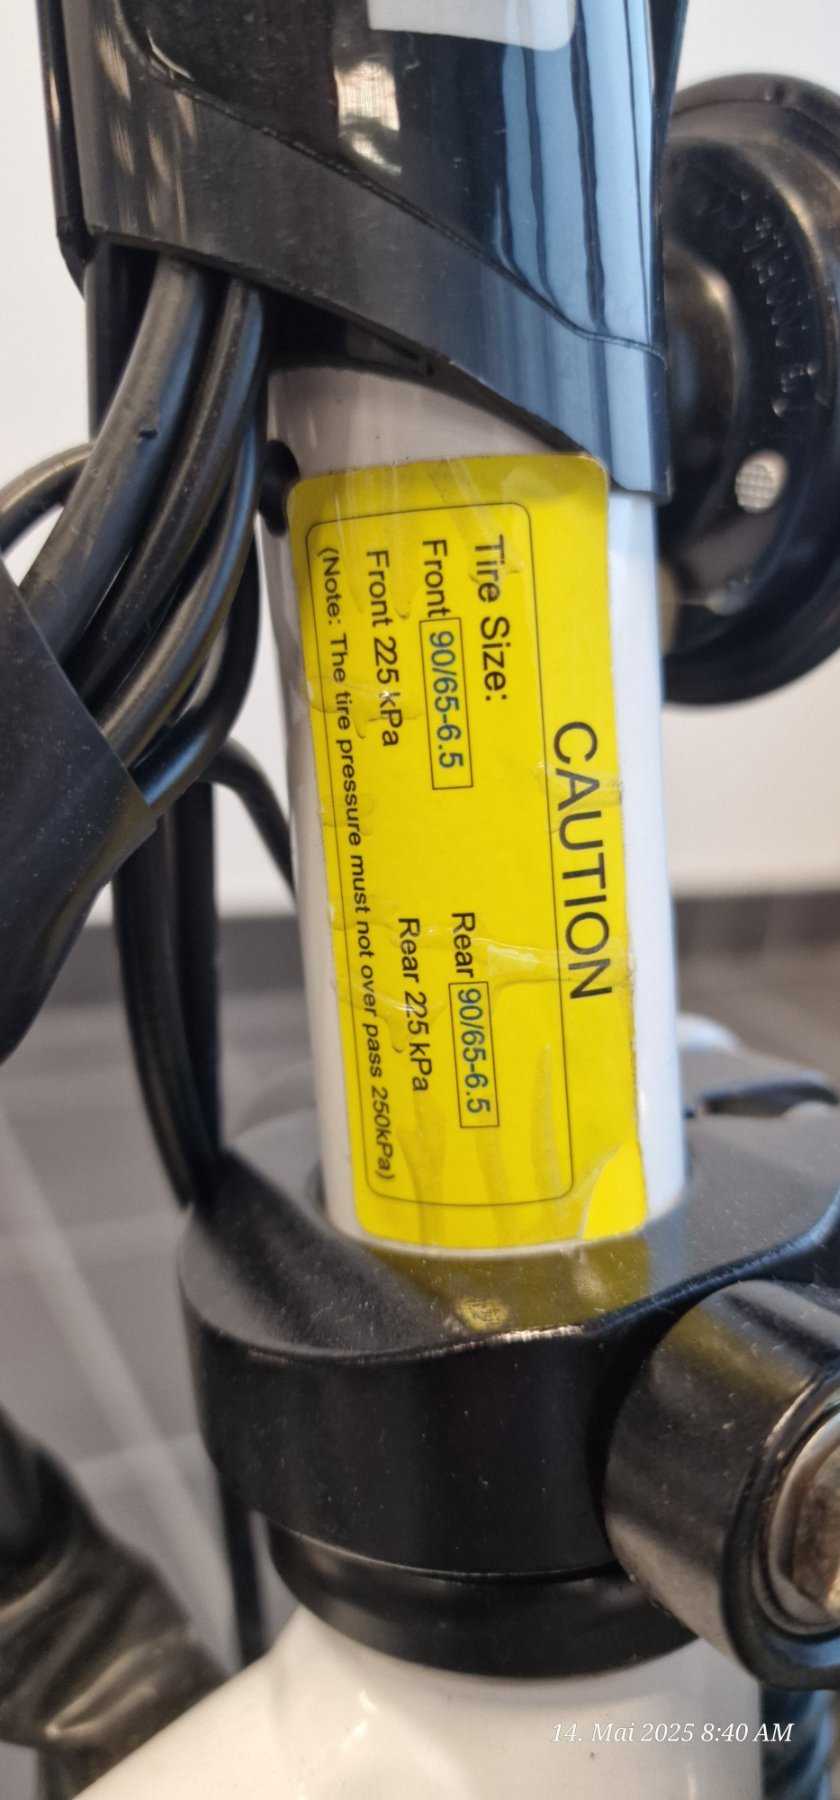 CAUTION
Tire Size:
Front 90/65-6.5 Rear 90/65-6.5
Front 225 kPa Rear 225 kPa
(Note: The tire pressure must not over pass 250kPa)
14. Mai 2025 8:40 AM